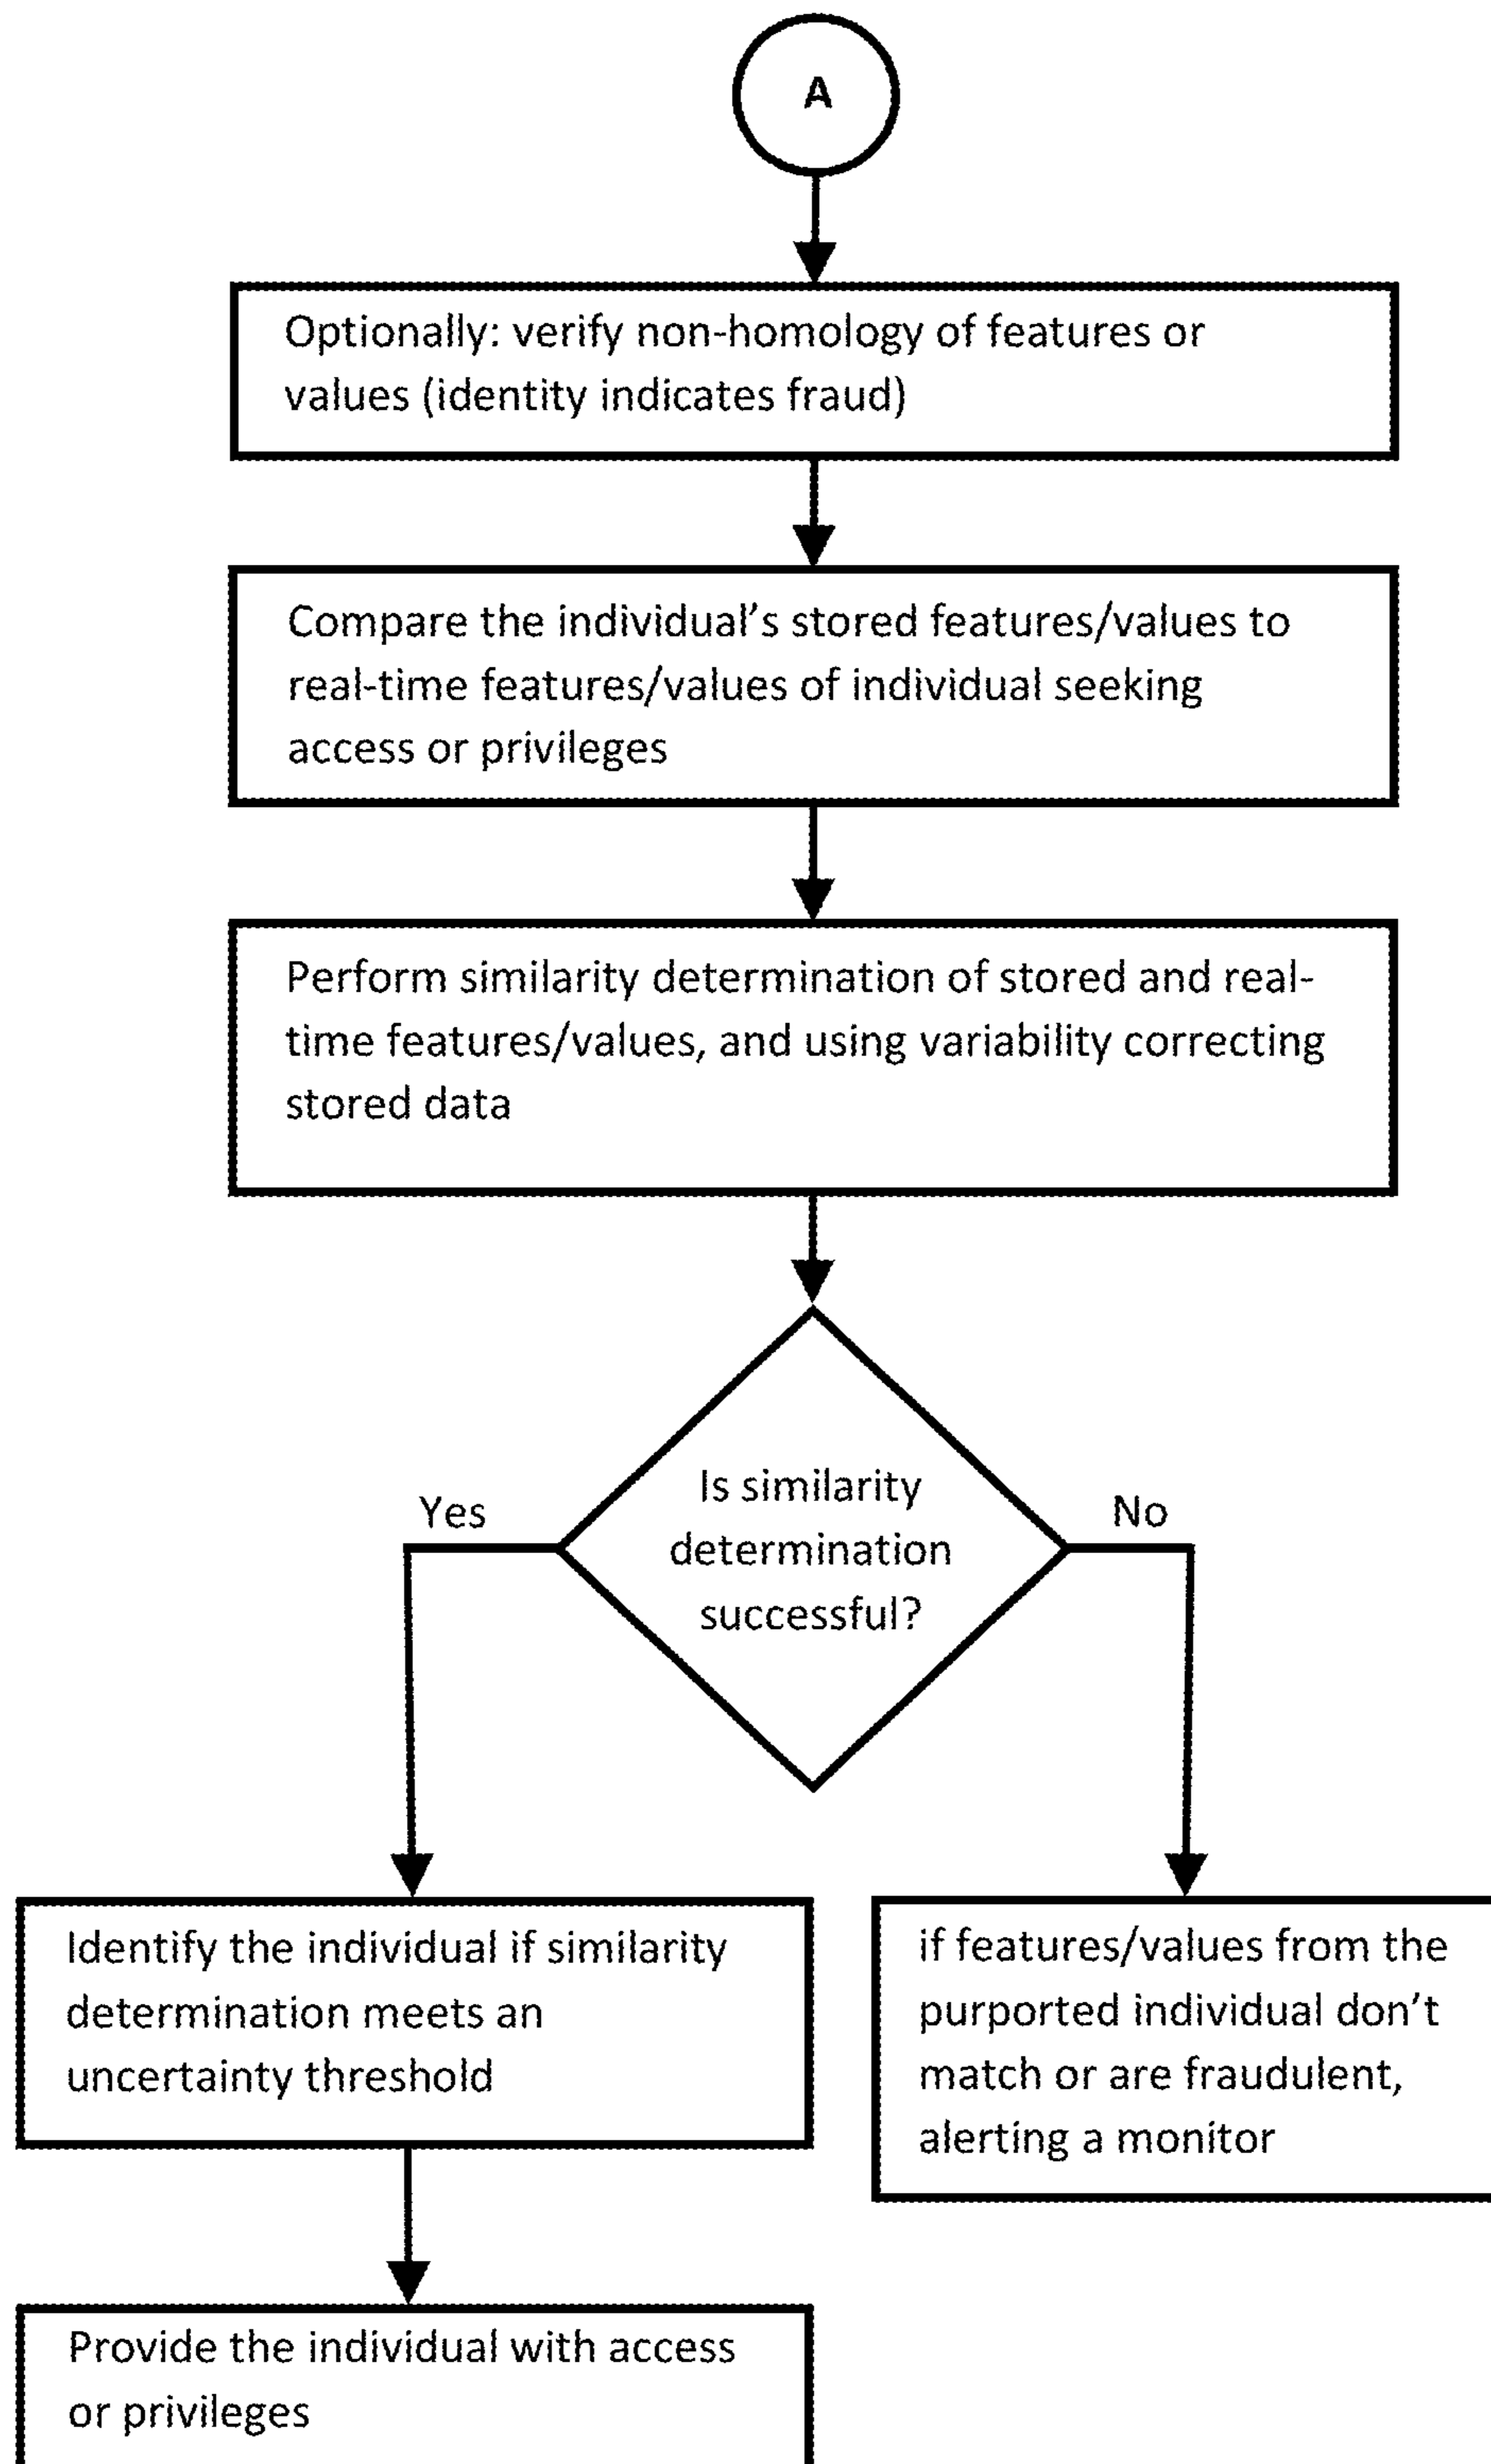 A
Optionally: verify non-homology of features or
values (identity indicates fraud)
Compare the individual's stored features/values to
real-time features/values of individual seeking
access or privileges
Perform similarity determination of stored and real-
time features/values, and using variability correcting
stored data
Is similarity
determination
successful?
Yes
No
Identify the individual if similarity
determination meets an
uncertainty threshold
if features/values from the
purported individual don't
match or are fraudulent,
alerting a monitor
Provide the individual with access
or privileges